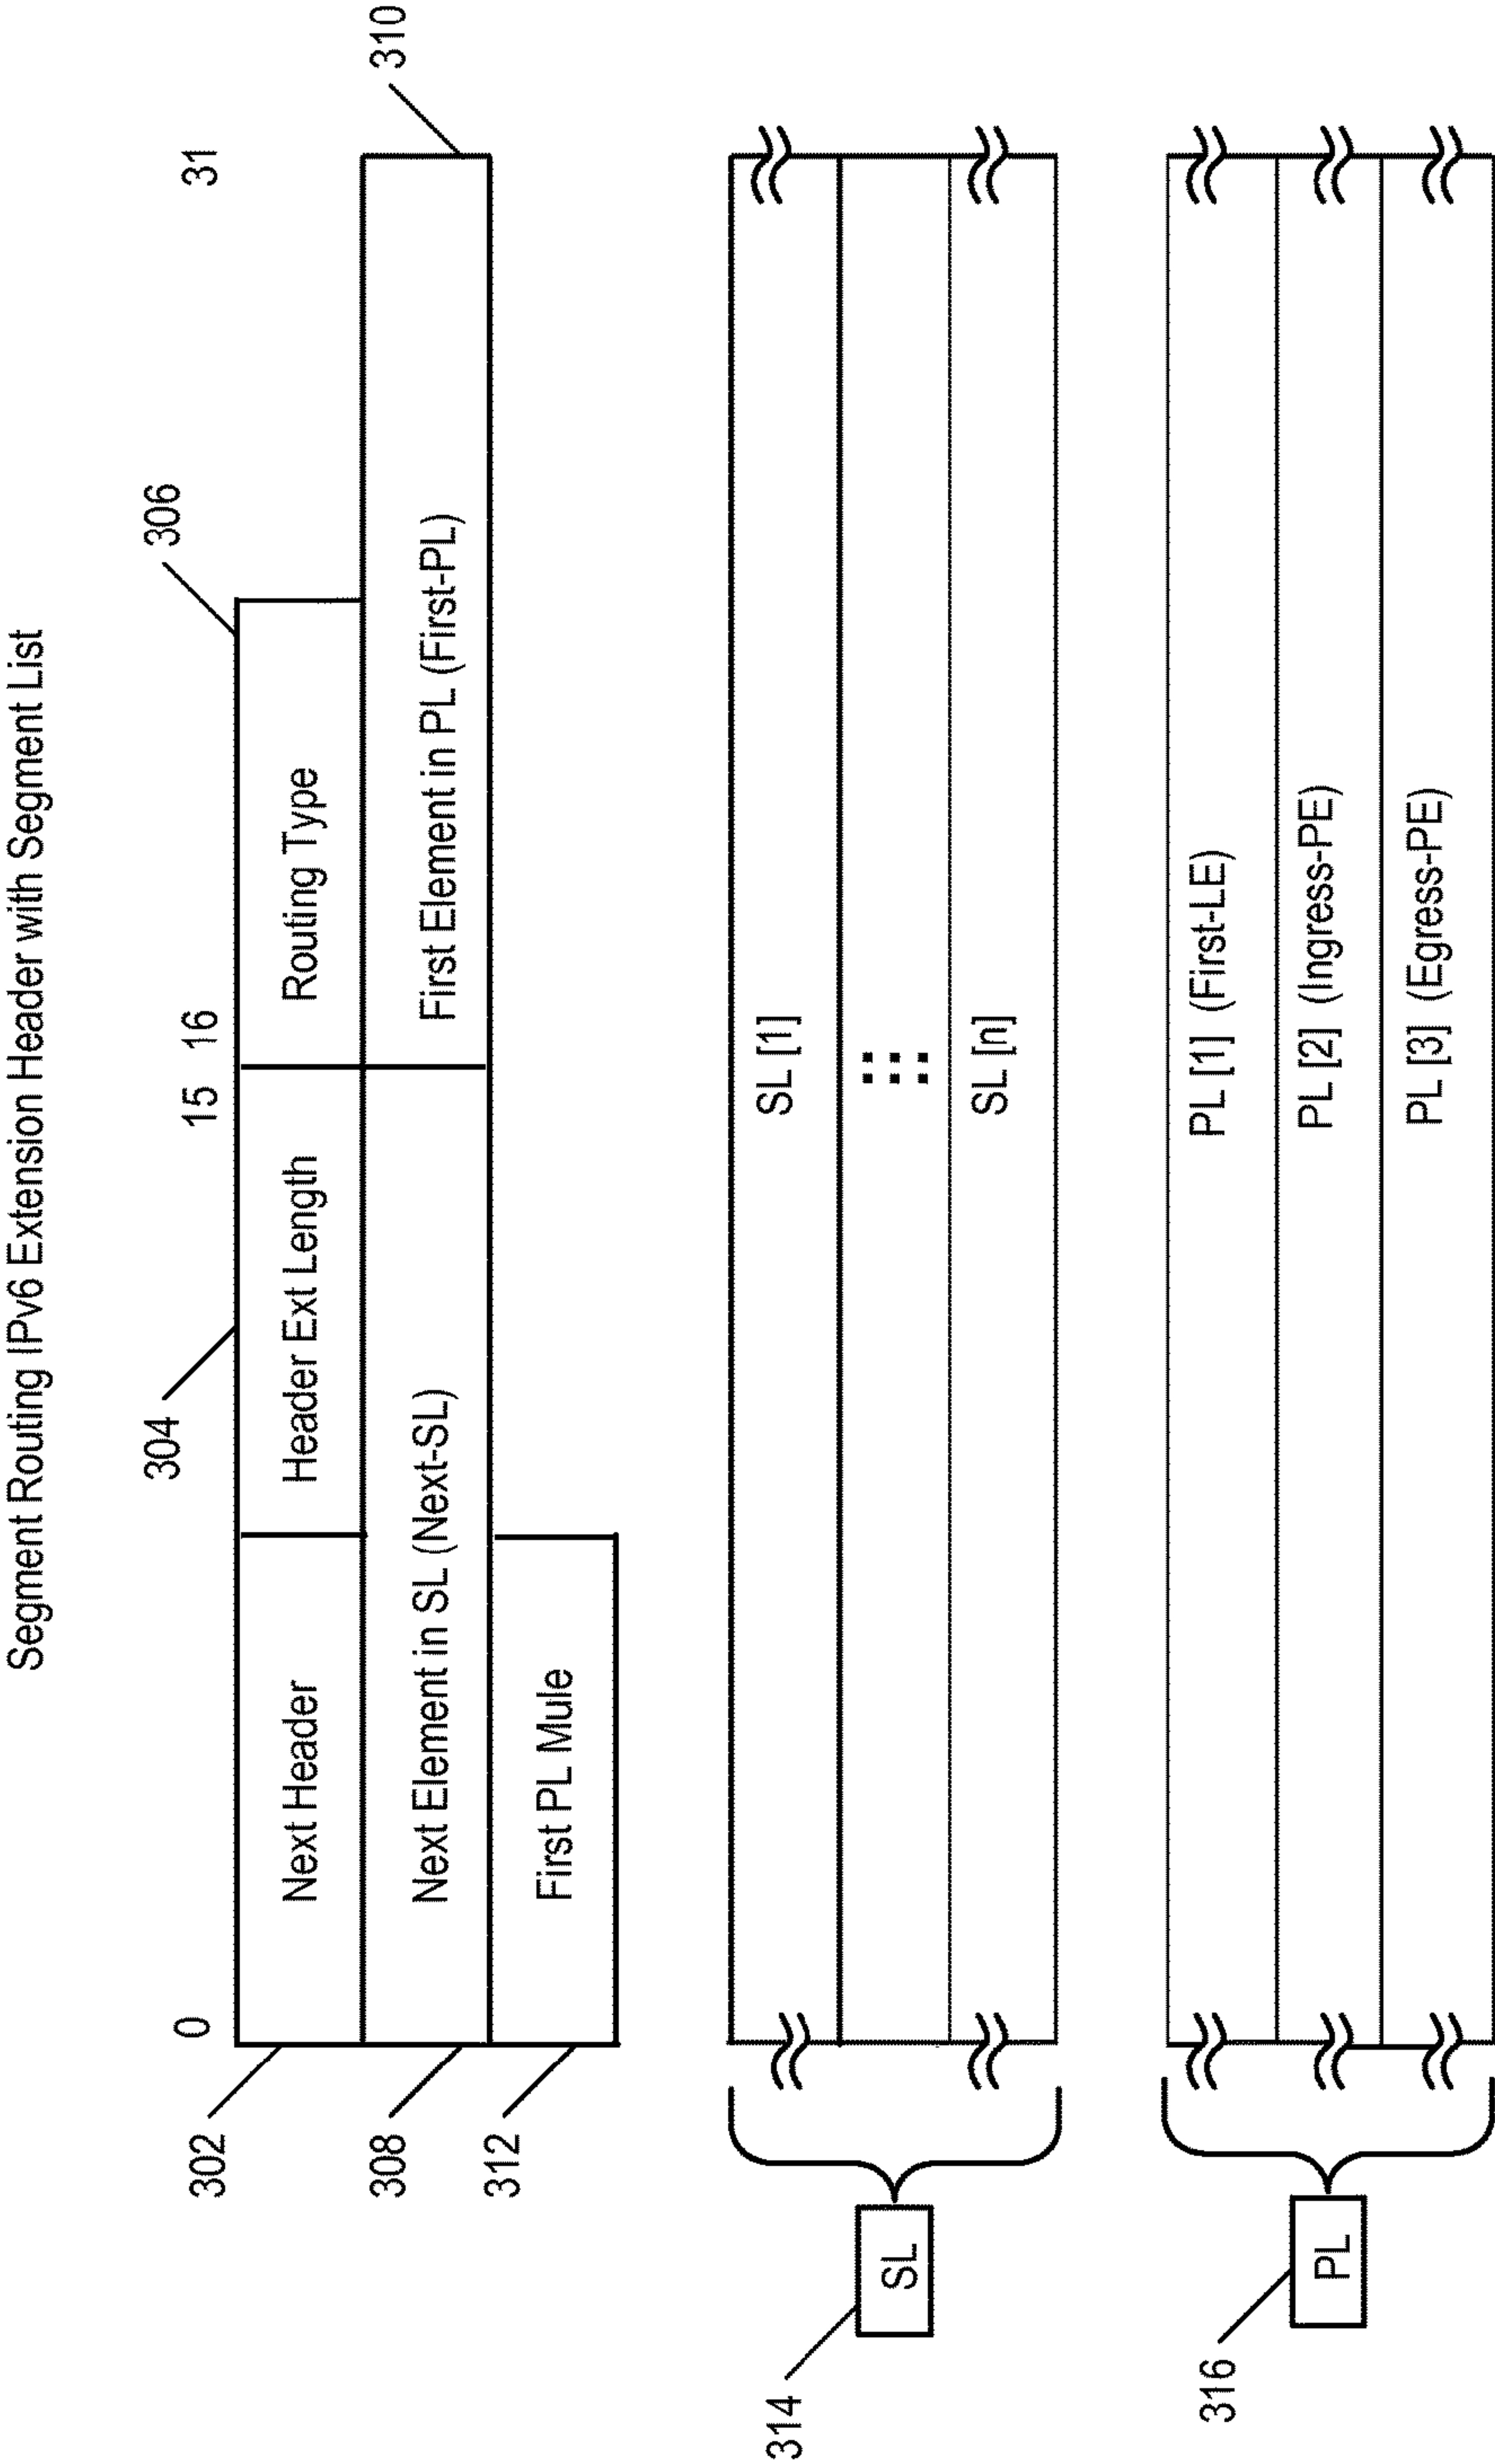 Segment Routing IPv6 Extension Header with Segment List
304
306
0
15
16
31
302
Next Header
Header Ext Length
Routing Type
308
Next Element in SL (Next-SL)
First Element in PL (First-PL)
310
312
First PL Mule
314
SL
SL [1]
SL [n]
316
PL
PL [1] (First-LE)
PL [2] (Ingress-PE)
PL [3] (Egress-PE)